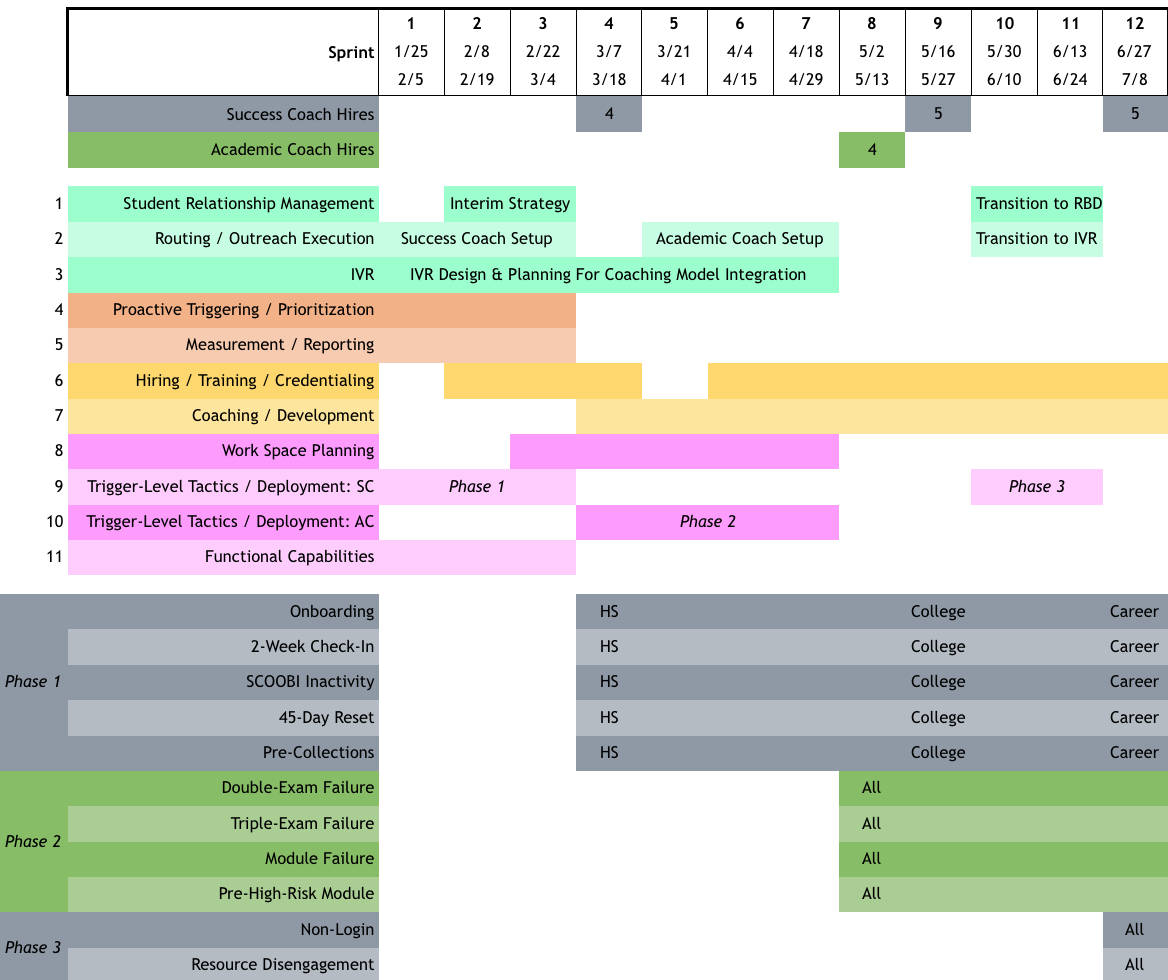 1 2 3 4 5 6 7 8 9 10 11 12
Sprint 1/25 2/8 2/22 3/7 3/21 4/4 4/18 5/2 5/16 5/30 6/13 6/27
2/5 2/19 3/4 3/18 4/1 4/15 4/29 5/13 5/27 6/10 6/24 7/8
Success Coach Hires 4 5 5
Academic Coach Hires 4
1 Student Relationship Management Interim Strategy Transition to RBD
2 Routing / Outreach Execution Success Coach Setup Academic Coach Setup Transition to IVR
3 IVR IVR Design & Planning For Coaching Model Integration
4 Proactive Triggering / Prioritization
5 Measurement / Reporting
6 Hiring / Training / Credentialing
7 Coaching / Development
8 Work Space Planning
9 Trigger-Level Tactics / Deployment: SC Phase 1 Phase 3
10 Trigger-Level Tactics / Deployment: AC Phase 2
11 Functional Capabilities
Onboarding HS College Career
2-Week Check-In HS College Career
Phase 1 SCOOBI Inactivity HS College Career
45-Day Reset HS College Career
Pre-Collections HS College Career
Double-Exam Failure All
Triple-Exam Failure All
Phase 2
Module Failure All
Pre-High-Risk Module All
Non-Login All
Phase 3
Resource Disengagement All